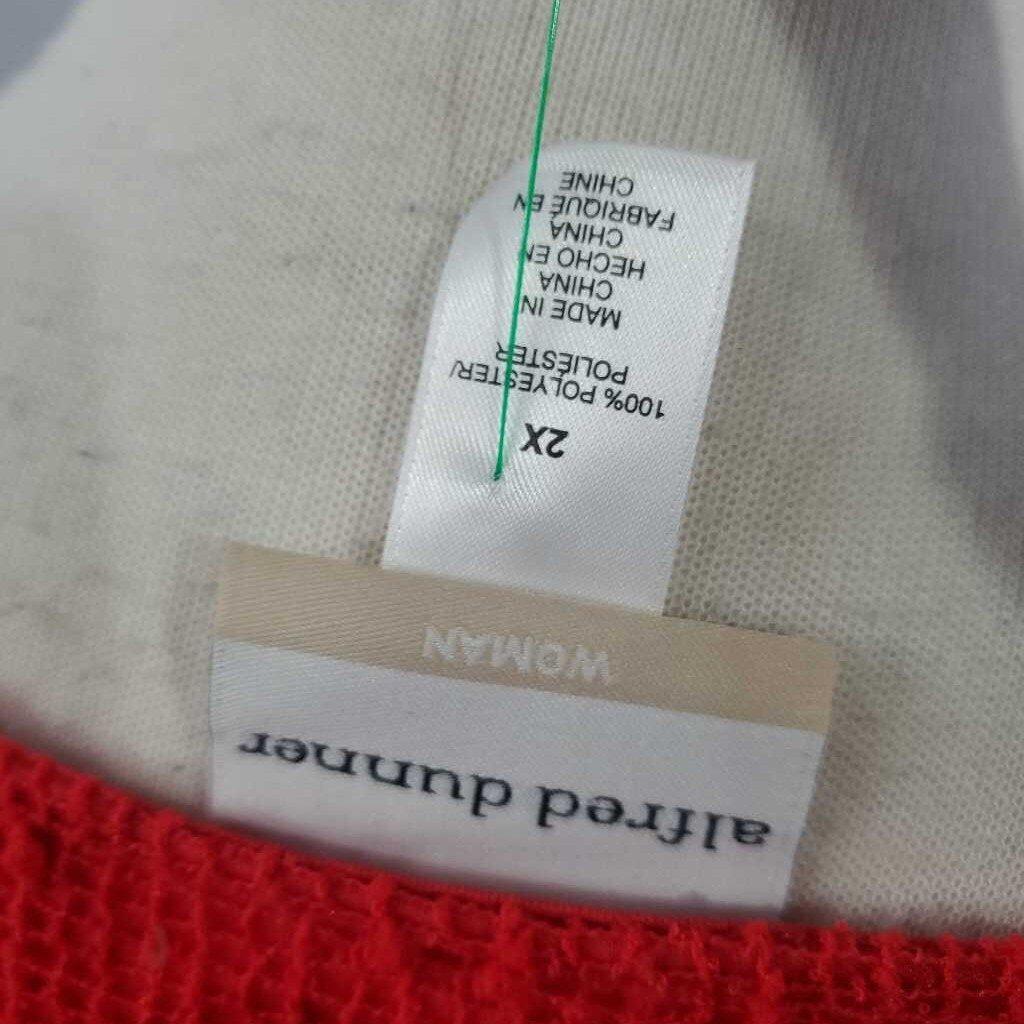 alfred dunner
WOMAN
2X
100% POLYESTER/
POLIÉSTER
MADE IN
CHINA
HECHO EN
CHINA
FABRIQUÉ EN
CHINE